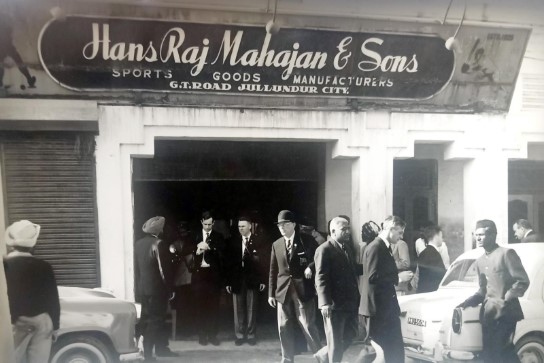 Hans Raj Mahajan & Sons
SPORTS GOODS MANUFACTURERS
G.T.ROAD JULLUNDUR CITY.